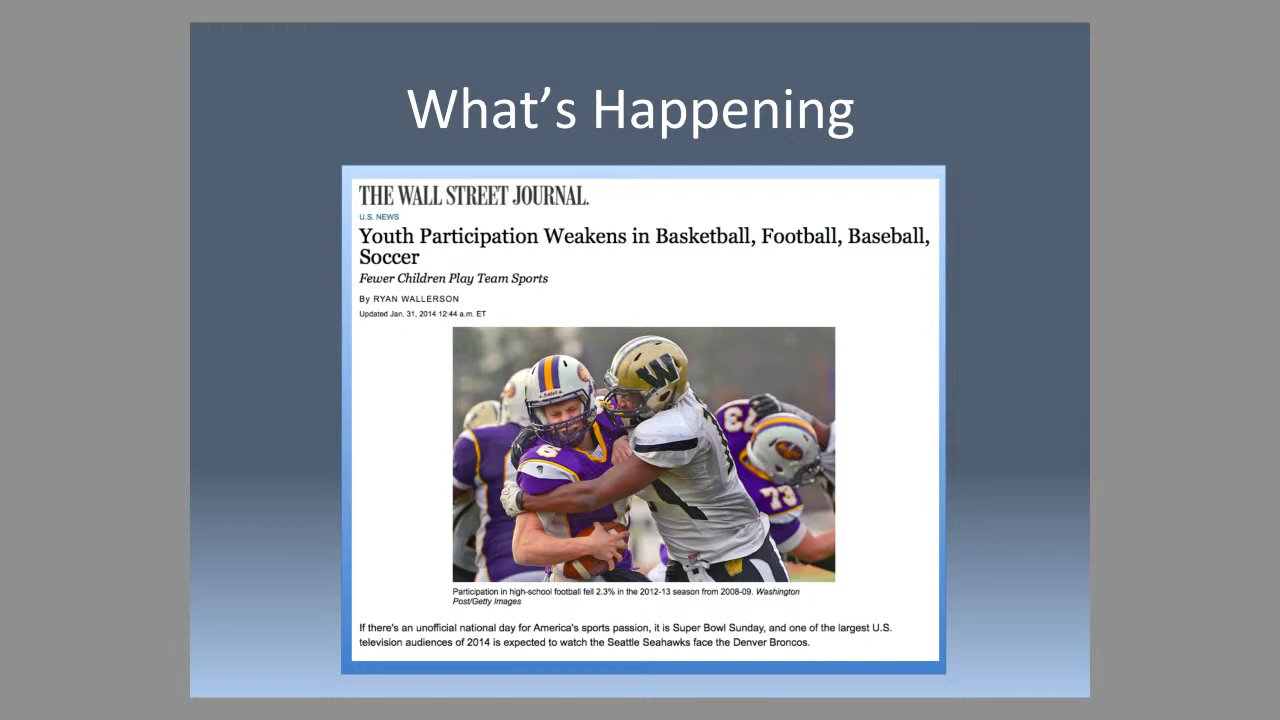 What's Happening
THE WALL STREET JOURNAL.
U.S. NEWS
Youth Participation Weakens in Basketball, Football, Baseball,
Soccer
Fewer Children Play Team Sports
By RYAN WALLERSON
Updated Jan. 31, 2014 12:44 a.m. ET
W
6
73
73
Participation in high-school football fell 2.3% in the 2012-13 season from 2008-09. Washington
Post/Getty Images
If there's an unofficial national day for America's sports passion, it is Super Bowl Sunday, and one of the largest U.S.
television audiences of 2014 is expected to watch the Seattle Seahawks face the Denver Broncos.